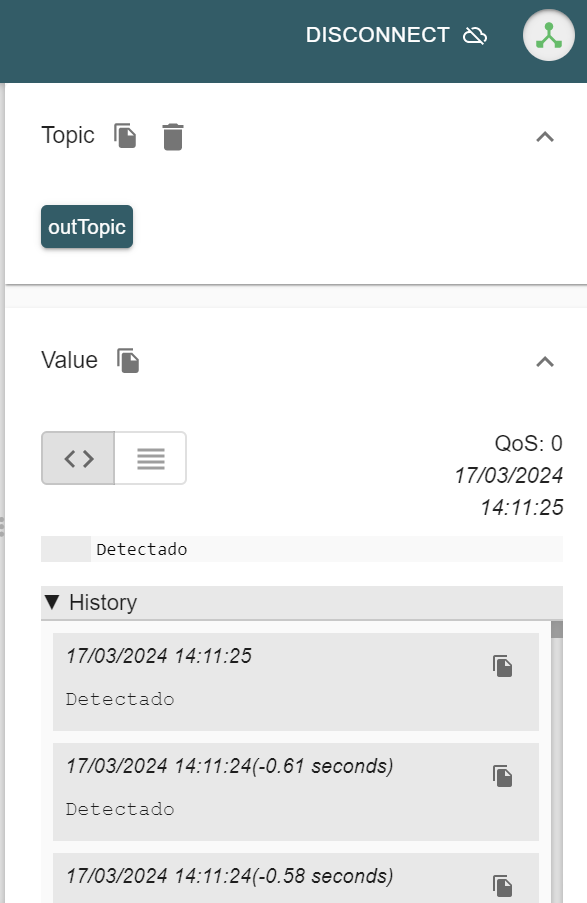 DISCONNECT
Topic
outTopic
Value
QoS: 0
17/03/2024
14:11:25
Detectado
▼ History
17/03/2024 14:11:25
Detectado
17/03/2024 14:11:24(-0.61 seconds)
Detectado
17/03/2024 14:11:24(-0.58 seconds)